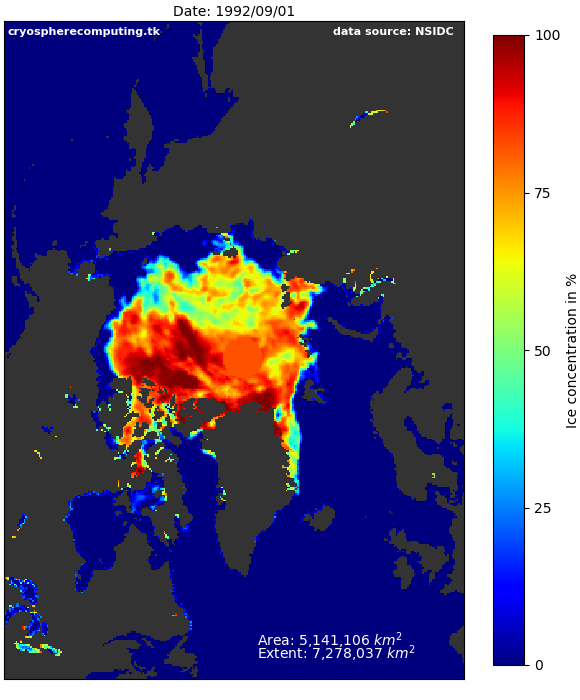 Date: 1992/09/01
cryospherecomputing.tk data source: NSIDC
100
75
50
25
0
Ice concentration in %
Area: 5,141,106 km²
Extent: 7,278,037 km²